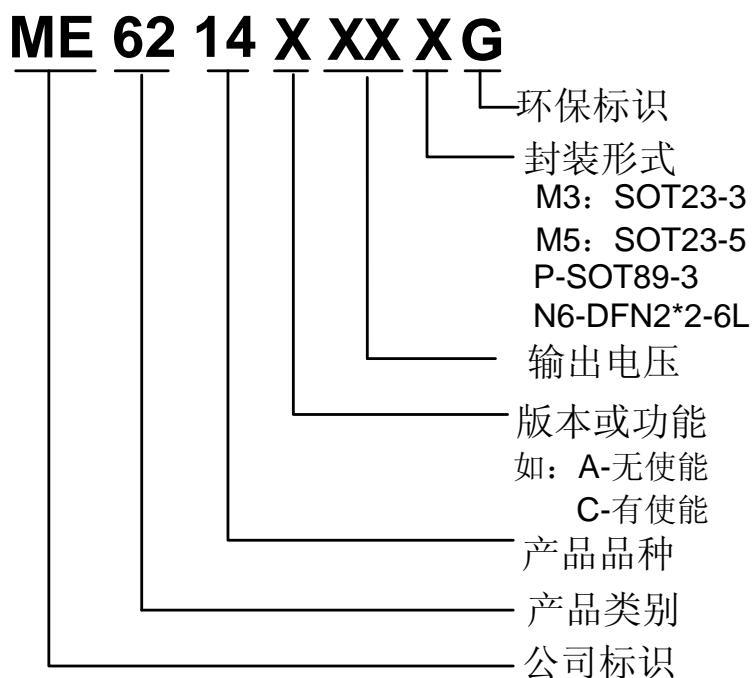 ME 62 14 X XX X G
环保标识
封装形式
M3：SOT23-3
M5：SOT23-5
P-SOT89-3
N6-DFN2*2-6L
输出电压
版本或功能
如：A-无使能
C-有使能
产品品种
产品类别
公司标识